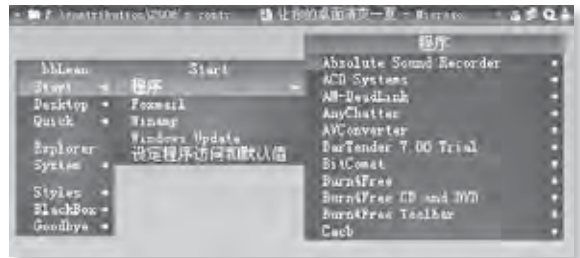 让我的桌面清爽一夏
bbLean
Start
Desktop
Quick
Explorer
System
Styles
BlackBox
Goodbye
Start
程序
Foxmail
Winamp
Windows Update
设定程序访问和默认值
程序
Absolute Sound Recorder
ACD Systems
AM-DeadLink
AnyChatter
AVConverter
BarTender 7.00 Trial
BitComet
Burn4Free
Burn4Free CD and DVD
Burn4Free Toolbar